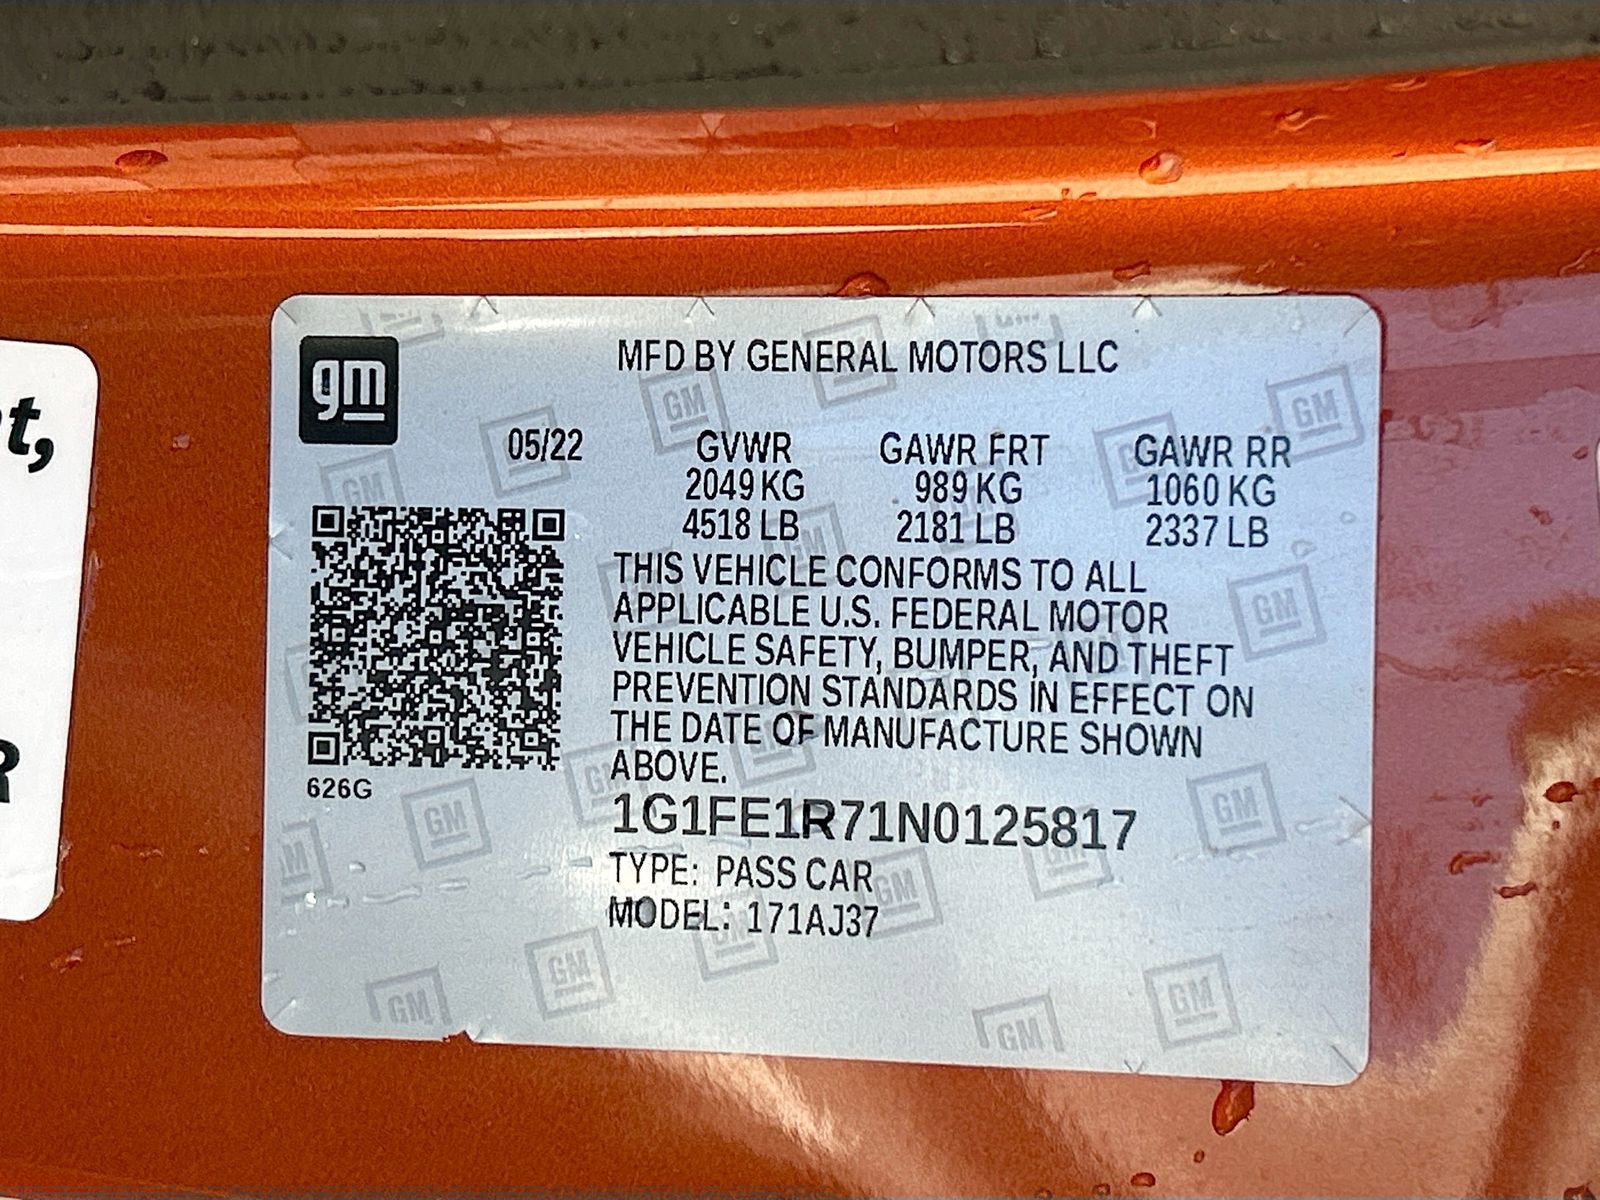 t,
R
gm
MFD BY GENERAL MOTORS LLC
05/22 GVWR GAWR FRT GAWR RR
2049 KG 989 KG 1060 KG
4518 LB 2181 LB 2337 LB
THIS VEHICLE CONFORMS TO ALL
APPLICABLE U.S. FEDERAL MOTOR
VEHICLE SAFETY, BUMPER, AND THEFT
PREVENTION STANDARDS IN EFFECT ON
THE DATE OF MANUFACTURE SHOWN
ABOVE.
626G
1G1FE1R71N0125817
TYPE: PASS CAR
MODEL: 171AJ37